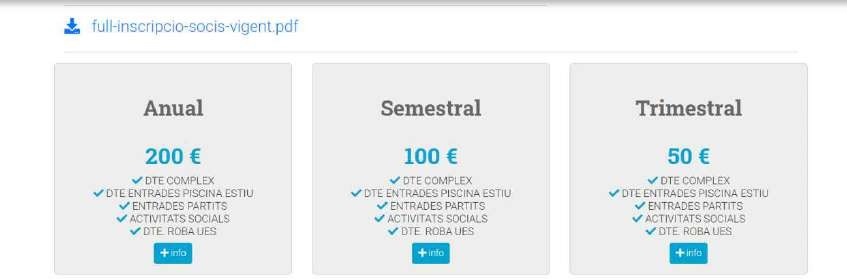 full-inscripcio-socis-vigent.pdf
Anual
200 €
DTE COMPLEX
DTE ENTRADES PISCINA ESTIU
ENTRADES PARTITS
ACTIVITATS SOCIALS
DTE. ROBA UES
+ info
Semestral
100 €
DTE COMPLEX
DTE ENTRADES PISCINA ESTIU
ENTRADES PARTITS
ACTIVITATS SOCIALS
DTE. ROBA UES
+ info
Trimestral
50 €
DTE COMPLEX
DTE ENTRADES PISCINA ESTIU
ENTRADES PARTITS
ACTIVITATS SOCIALS
DTE. ROBA UES
+ info